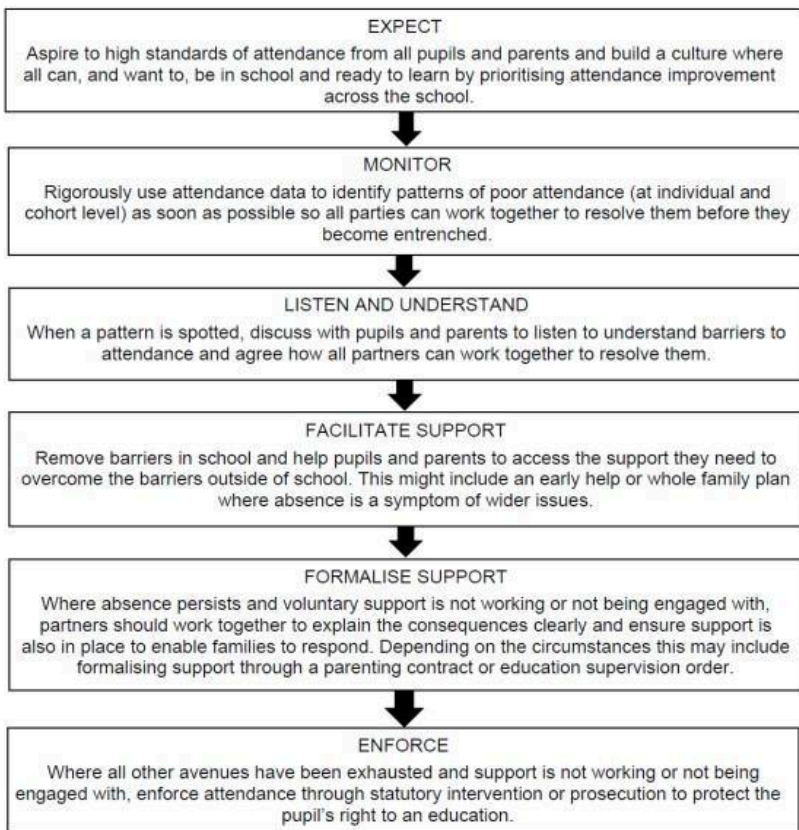 EXPECT
Aspire to high standards of attendance from all pupils and parents and build a culture where
all can, and want to, be in school and ready to learn by prioritising attendance improvement
across the school.
MONITOR
Rigorously use attendance data to identify patterns of poor attendance (at individual and
cohort level) as soon as possible so all parties can work together to resolve them before they
become entrenched.
LISTEN AND UNDERSTAND
When a pattern is spotted, discuss with pupils and parents to listen to understand barriers to
attendance and agree how all partners can work together to resolve them.
FACILITATE SUPPORT
Remove barriers in school and help pupils and parents to access the support they need to
overcome the barriers outside of school. This might include an early help or whole family plan
where absence is a symptom of wider issues.
FORMALISE SUPPORT
Where absence persists and voluntary support is not working or not being engaged with,
partners should work together to explain the consequences clearly and ensure support is
also in place to enable families to respond. Depending on the circumstances this may include
formalising support through a parenting contract or education supervision order.
ENFORCE
Where all other avenues have been exhausted and support is not working or not being
engaged with, enforce attendance through statutory intervention or prosecution to protect the
pupil's right to an education.